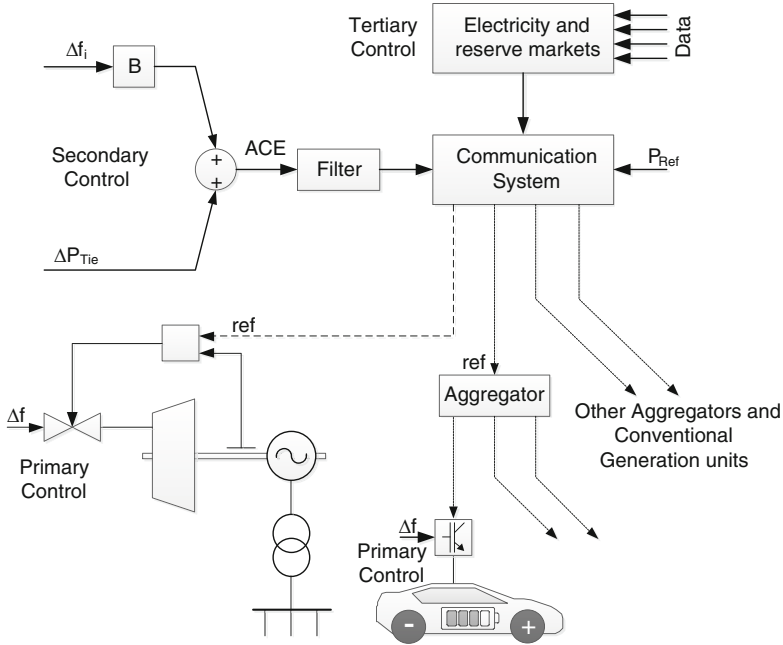 Tertiary
Control
Electricity and
reserve markets
Data
Δfi
B
Secondary
Control
+
+
ACE
Filter
Communication
System
PRef
ΔPTie
ref
ref
Aggregator
Δf
Primary
Control
Other Aggregators and
Conventional
Generation units
Δf
Primary
Control
-
+